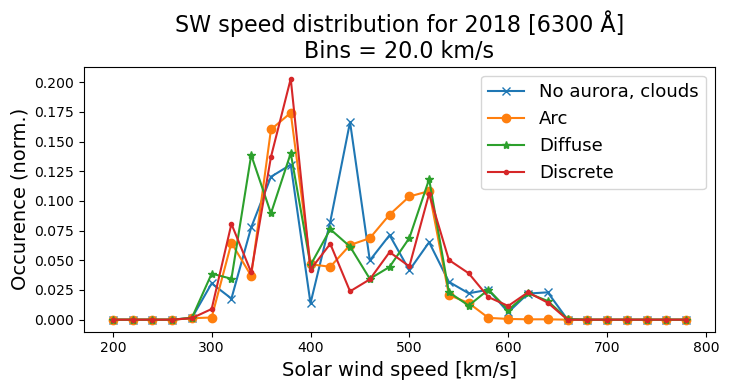 SW speed distribution for 2018 [6300 Å]
Bins = 20.0 km/s
Occurence (norm.)
0.200
0.175
0.150
0.125
0.100
0.075
0.050
0.025
0.000
No aurora, clouds
Arc
Diffuse
Discrete
200 300 400 500 600 700 800
Solar wind speed [km/s]